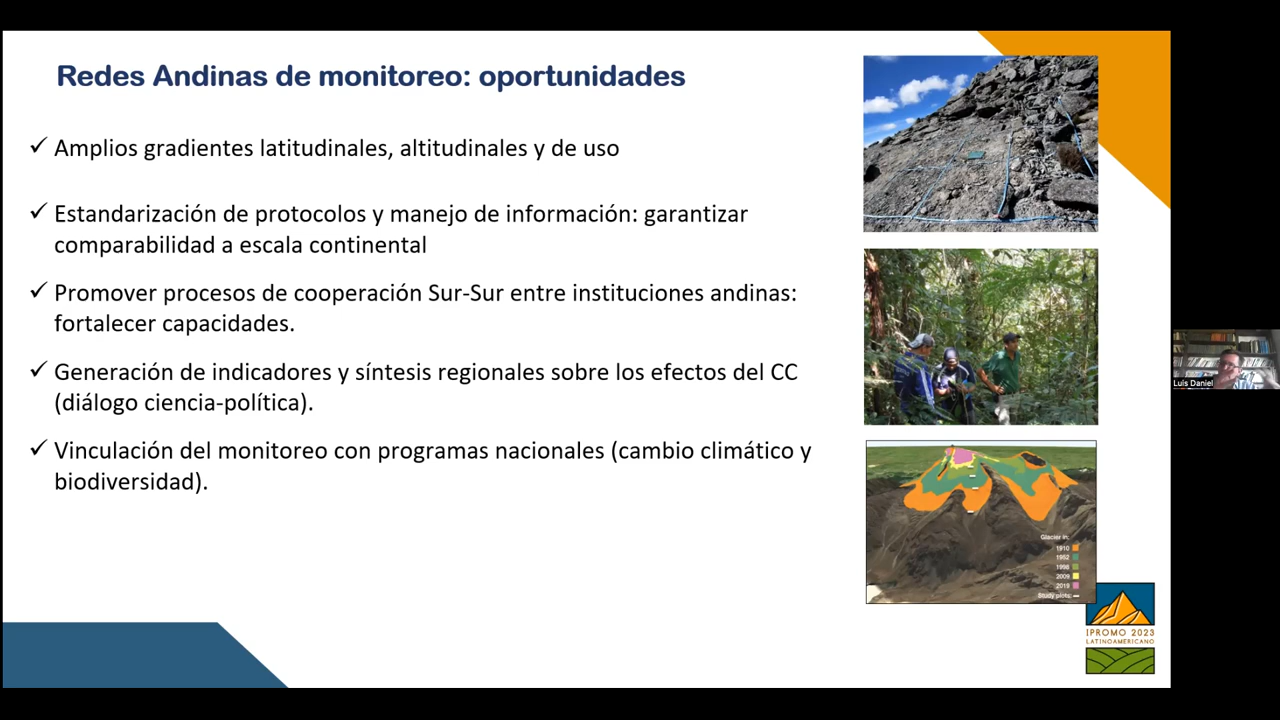 Redes Andinas de monitoreo: oportunidades
✓ Amplios gradientes latitudinales, altitudinales y de uso
✓ Estandarización de protocolos y manejo de información: garantizar
comparabilidad a escala continental
✓ Promover procesos de cooperación Sur-Sur entre instituciones andinas:
fortalecer capacidades.
✓ Generación de indicadores y síntesis regionales sobre los efectos del CC
(diálogo ciencia-política).
✓ Vinculación del monitoreo con programas nacionales (cambio climático y
biodiversidad).
Glacier in:
1910
1952
1998
2009
2019
Study plots:
IPROMO 2023
LATINOAMERICANO
Luis Daniel